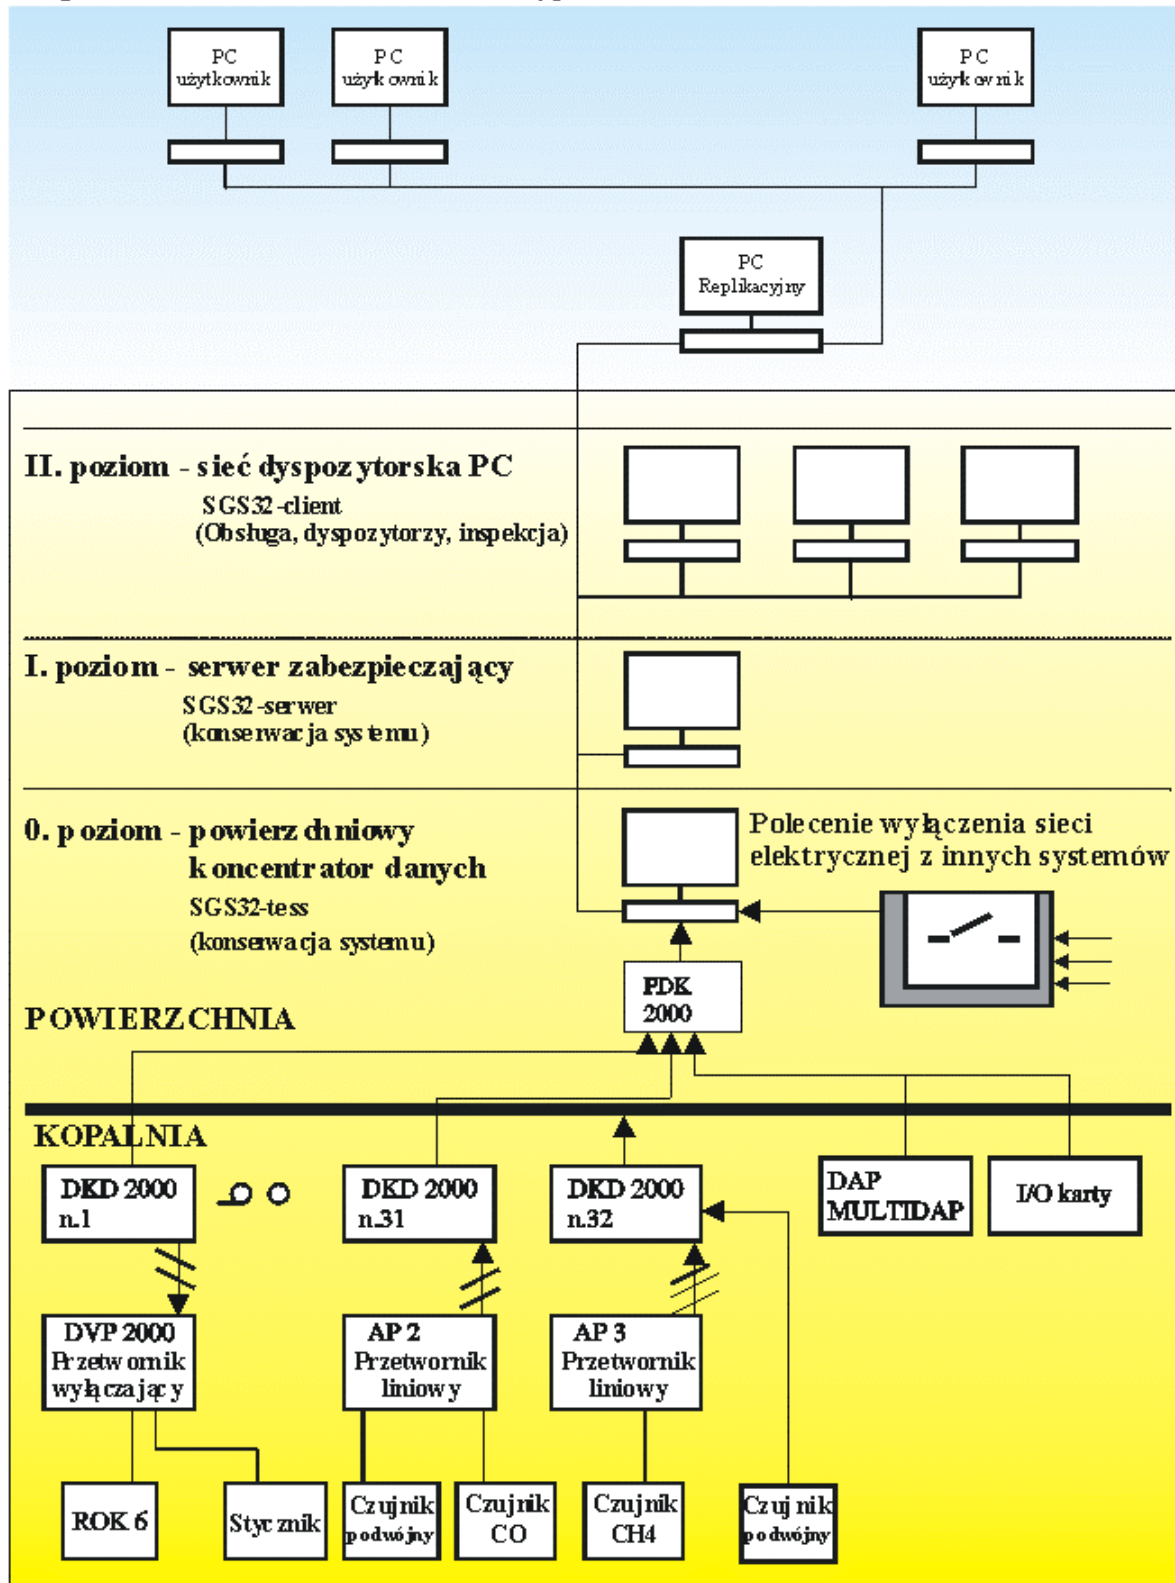 PC
użytkownik
PC
użytkownik
PC
użytkownik
PC
Replikacyjny
II. poziom - sieć dyspozytorska PC
SGS32-client
(Obsługa, dyspozytorzy, inspekcja)
I. poziom - serwer zabezpieczający
SGS32-serwer
(konserwacja systemu)
0. poziom - powierzchniowy
koncentrator danych
SGS32-tess
(konserwacja systemu)
Polecenie wyłączenia sieci
elektrycznej z innych systemów
PDK
2000
POWIERZCHNIA
KOPALNIA
DKD 2000
n.1
DKD 2000
n.31
DKD 2000
n.32
DAP
MULTIDAP
I/O karty
DVP 2000
Przetwornik
wyłączający
AP 2
Przetwornik
liniowy
AP 3
Przetwornik
liniowy
ROK 6
Stycznik
Czujnik
podwójny
Czujnik
CO
Czujnik
CH4
Czujnik
podwójny